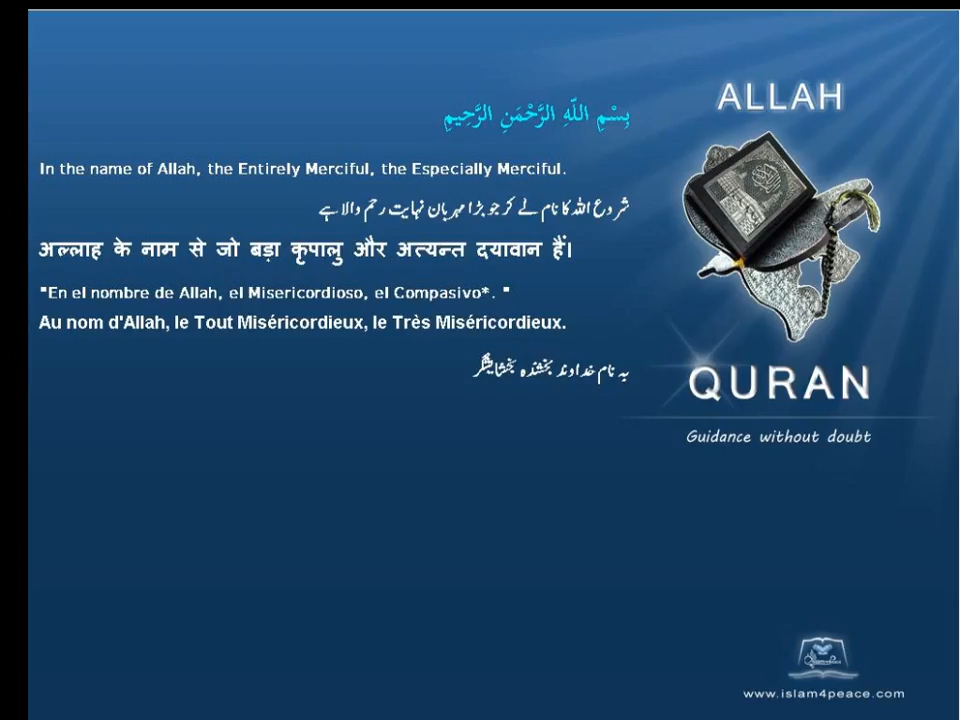 بِسْمِ اللَّهِ الرَّحْمَنِ الرَّحِيمِ
In the name of Allah, the Entirely Merciful, the Especially Merciful.
شروع اللہ کا نام لے کر جو بڑا مہربان نہایت رحم والا ہے
अल्लाह के नाम से जो बड़ा कृपालु और अत्यन्त दयावान हैं।
"En el nombre de Allah, el Misericordioso, el Compasivo*. "
Au nom d'Allah, le Tout Miséricordieux, le Très Miséricordieux.
به نام خداوند بخشنده بخشایشگر
ALLAH
QURAN
Guidance without doubt
www.islam4peace.com